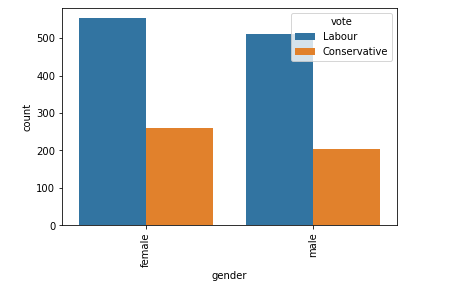 vote
Labour
Conservative
500
400
300
200
100
0
count
female
male
gender